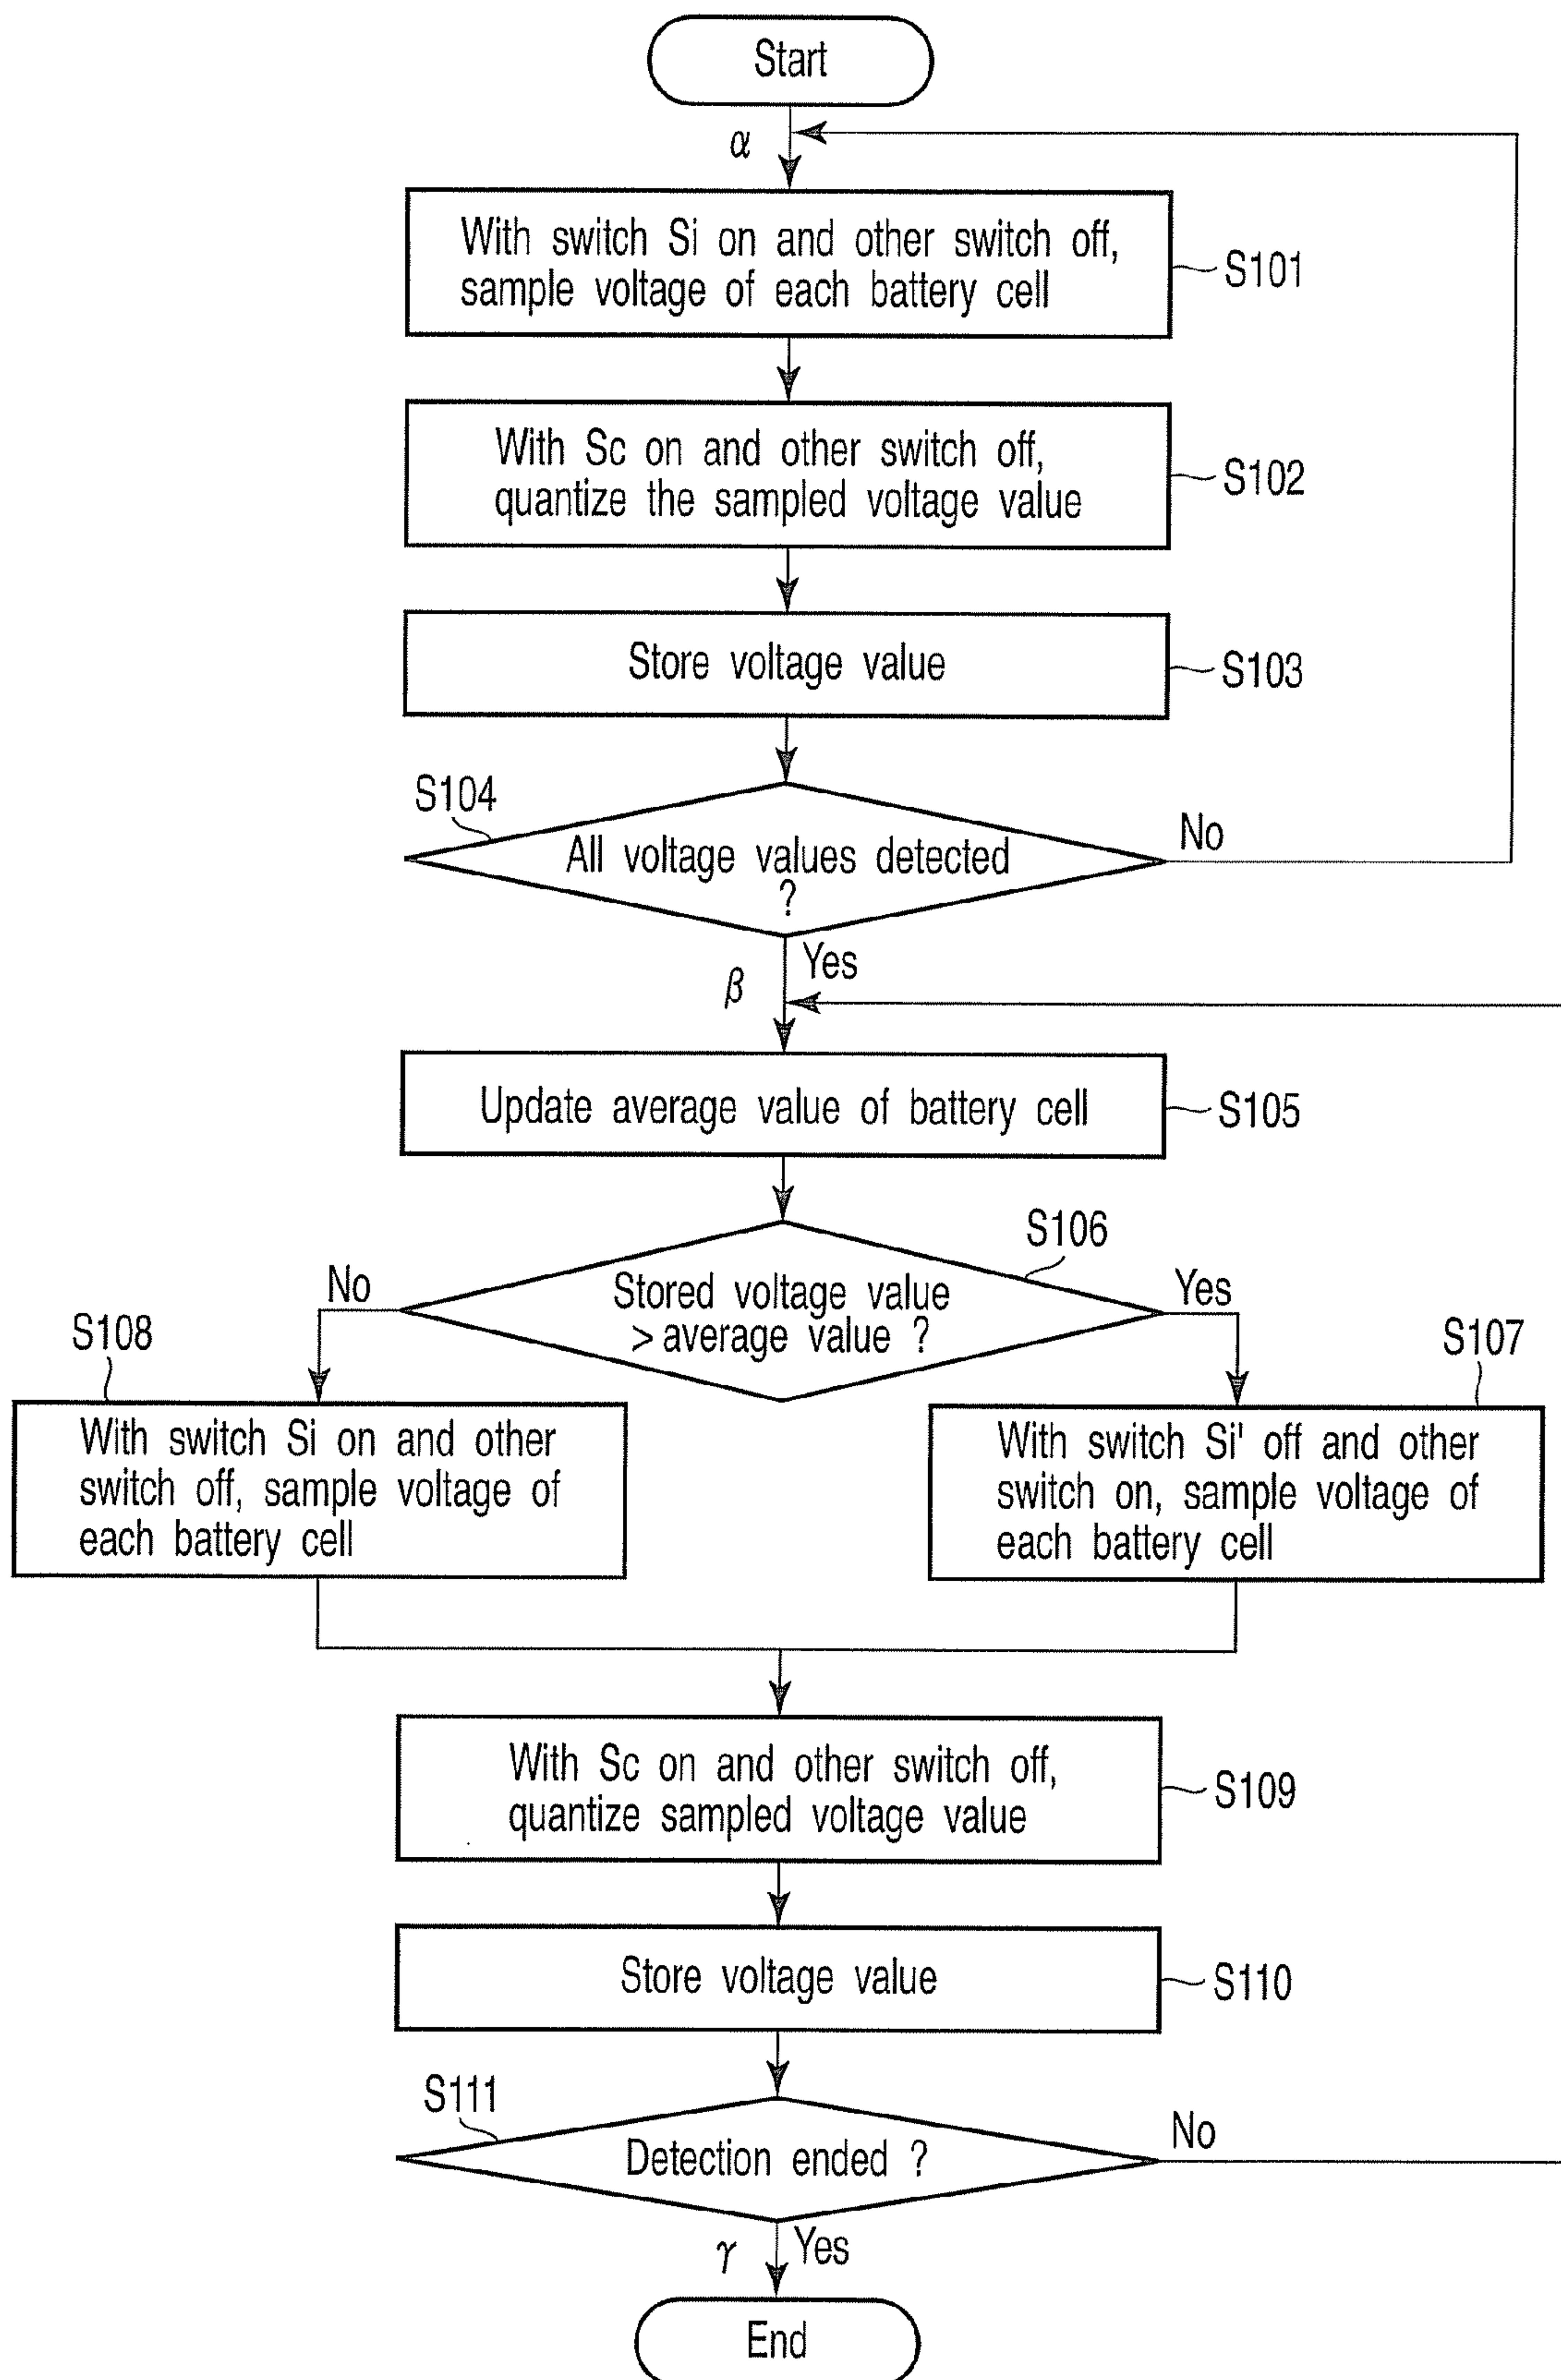 Start
α
With switch Si on and other switch off,
sample voltage of each battery cell
S101
With Sc on and other switch off,
quantize the sampled voltage value
S102
Store voltage value
S103
S104
All voltage values detected
?
No
Yes
β
Update average value of battery cell
S105
S106
Stored voltage value
> average value ?
No
Yes
S108
S107
With switch Si on and other
switch off, sample voltage of
each battery cell
With switch Si' off and other
switch on, sample voltage of
each battery cell
With Sc on and other switch off,
quantize sampled voltage value
S109
Store voltage value
S110
S111
Detection ended ?
No
γ
Yes
End